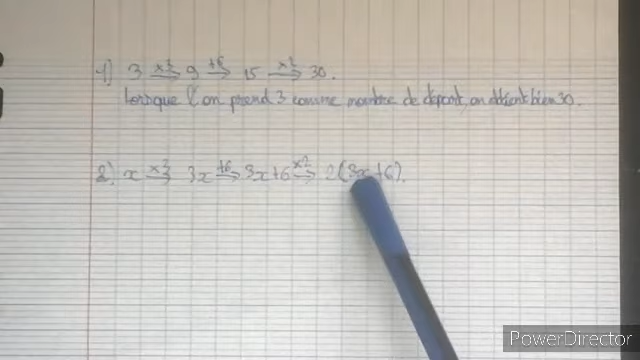 1) 3 ×3→ 9 +6→ 15 ×2→ 30.
Lorsque l'on prend 3 comme nombre de départ, on obtient bien 30.
2) x ×3→ 3x +6→ 3x+6 ×2→ 2(3x+6).
PowerDirector